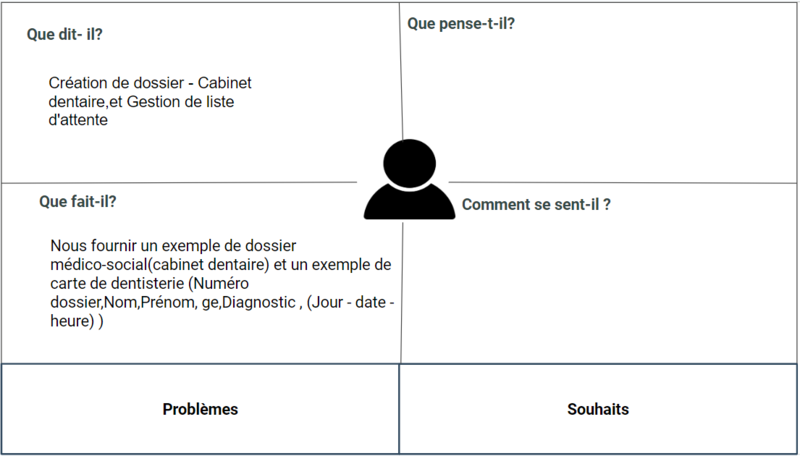 Que dit- il?
Que pense-t-il?
Création de dossier - Cabinet
dentaire,et Gestion de liste
d'attente
Que fait-il?
Comment se sent-il ?
Nous fournir un exemple de dossier
médico-social(cabinet dentaire) et un exemple de
carte de dentisterie (Numéro
dossier,Nom,Prénom, ge,Diagnostic , (Jour - date -
heure) )
Problèmes
Souhaits